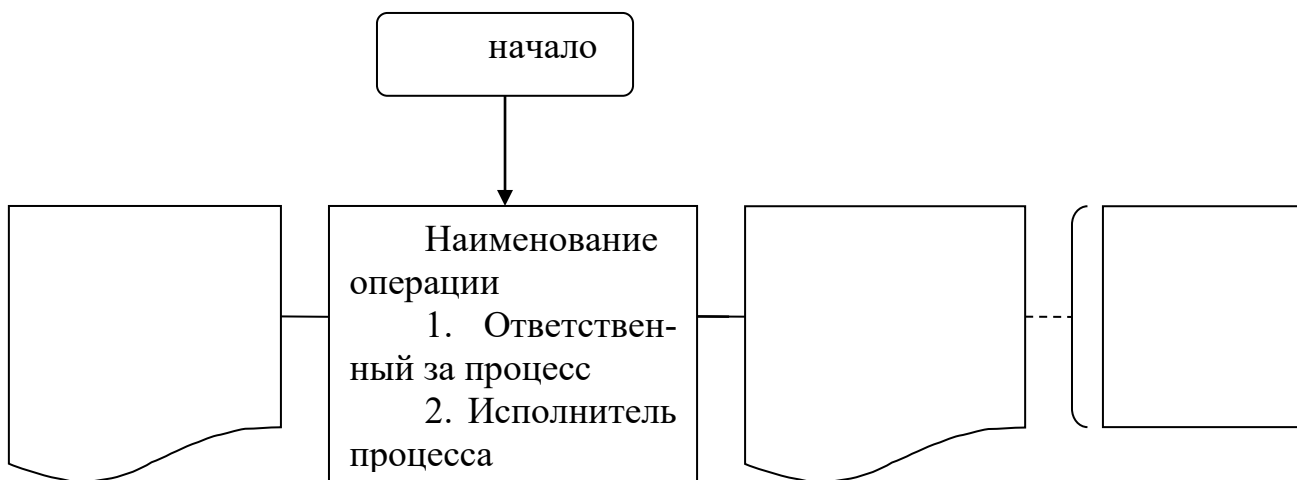 начало
Наименование
операции
1. Ответствен-
ный за процесс
2. Исполнитель
процесса